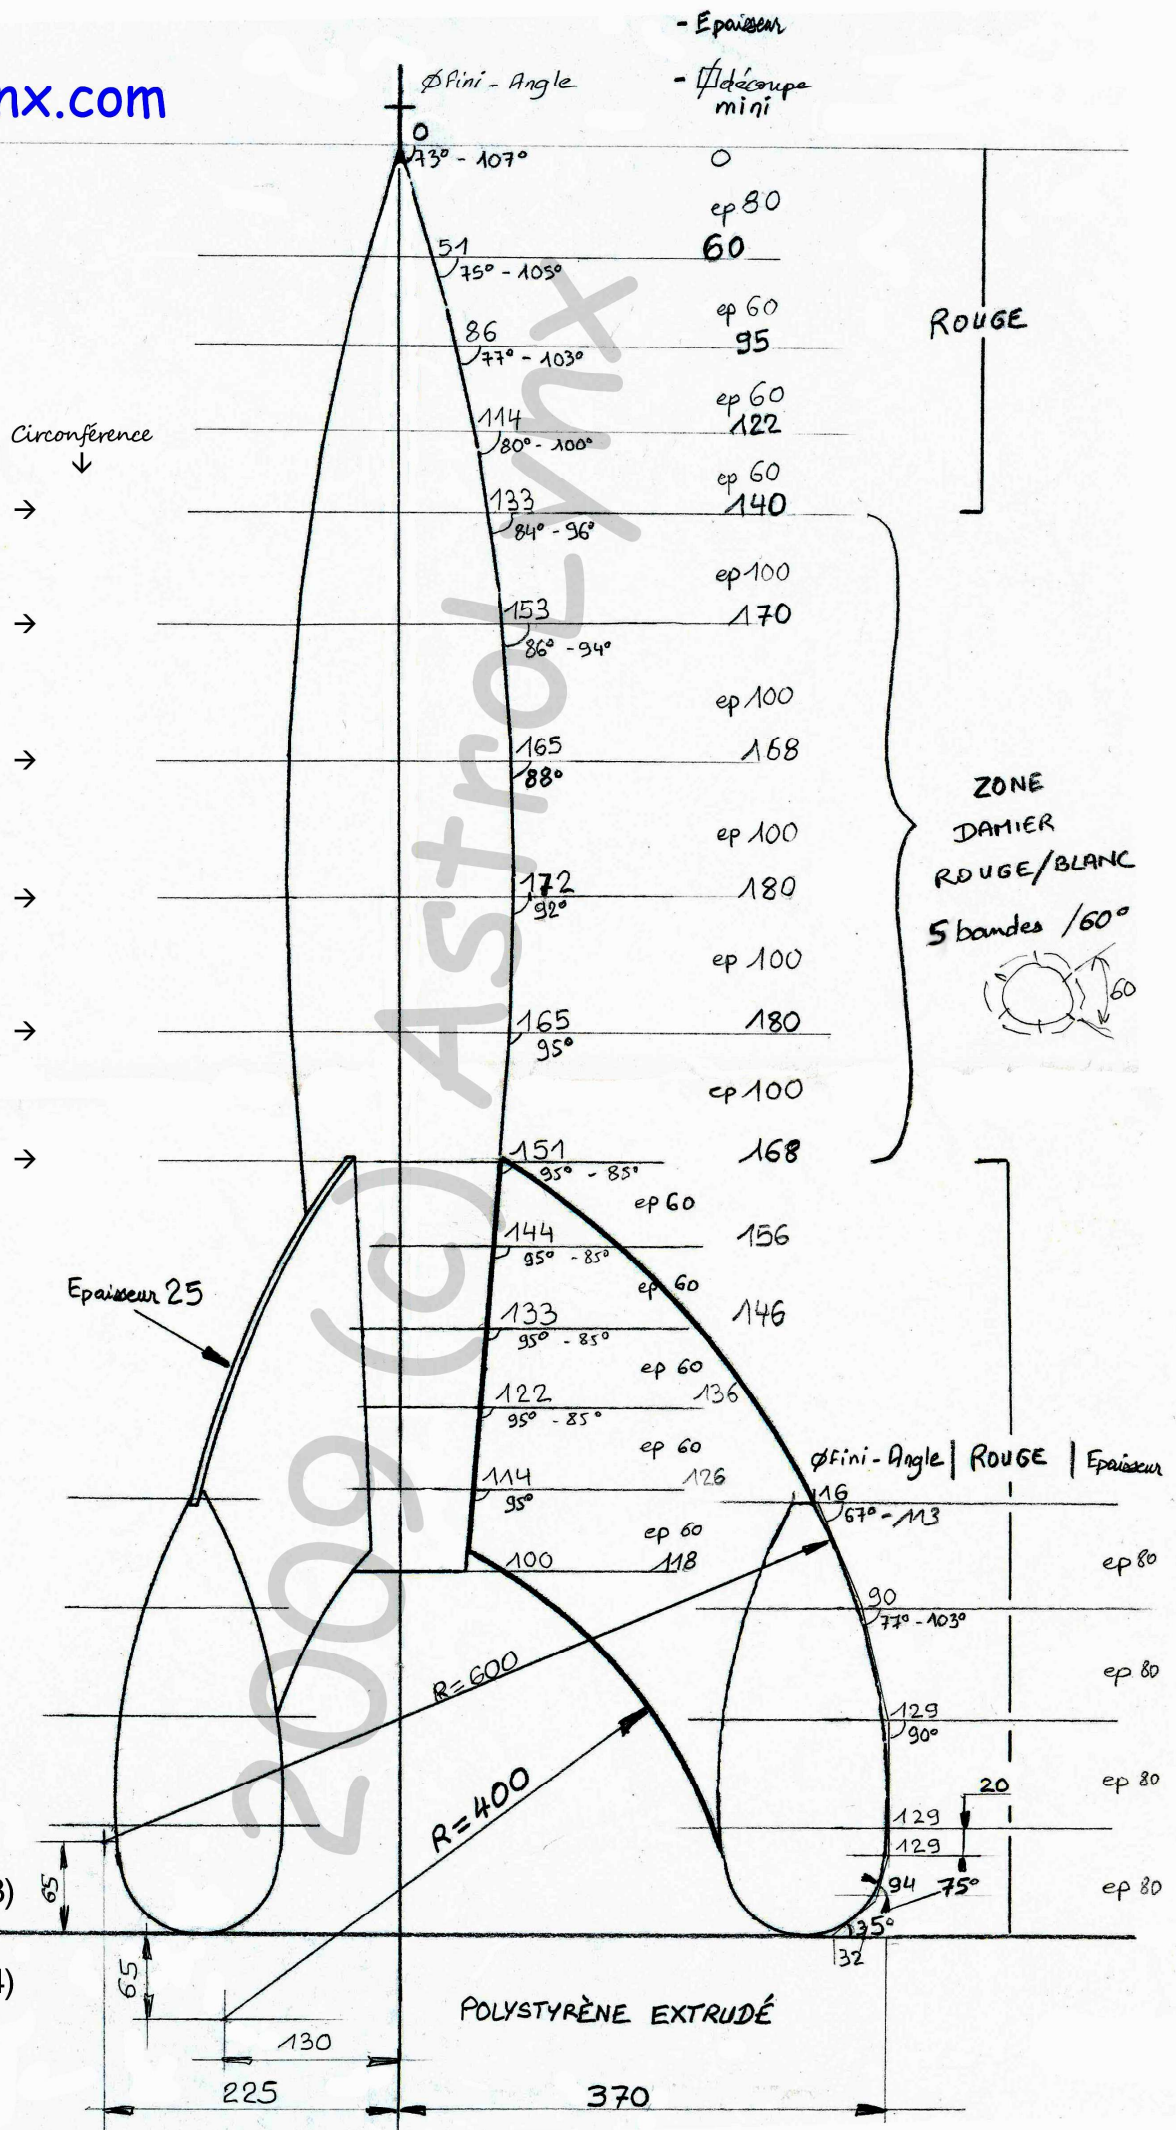 nx.com
- Epaisseur
Ø Fini - Angle
- découpe
mini
0
73° - 107°
0
ep 80
51
60
75° - 105°
ep 60
86
95
77° - 103°
ROUGE
ep 60
114
122
80° - 100°
Circonférence
↓
ep 60
→
133
140
84° - 96°
ep 100
→
153
170
86° - 94°
ep 100
→
165
168
88°
ZONE
DAMIER
ROUGE/BLANC
5 bandes /60°
60
ep 100
→
172
180
92°
ep 100
→
165
180
95°
ep 100
→
151
168
95° - 85°
ep 60
144
156
95° - 85°
Epaisseur 25
ep 60
133
146
95° - 85°
ep 60
122
136
95° - 85°
ep 60
Ø Fini - Angle | ROUGE | Epaisseur
114
126
95°
16
67° - 113
ep 60
100
118
ep 80
90
77° - 103°
R=600
ep 80
129
90°
R=400
ep 80
20
129
129
65
94
75°
ep 80
3)
35°
32
65
4)
POLYSTYRÈNE EXTRUDÉ
130
225
370
2009 (c) AstroLynx